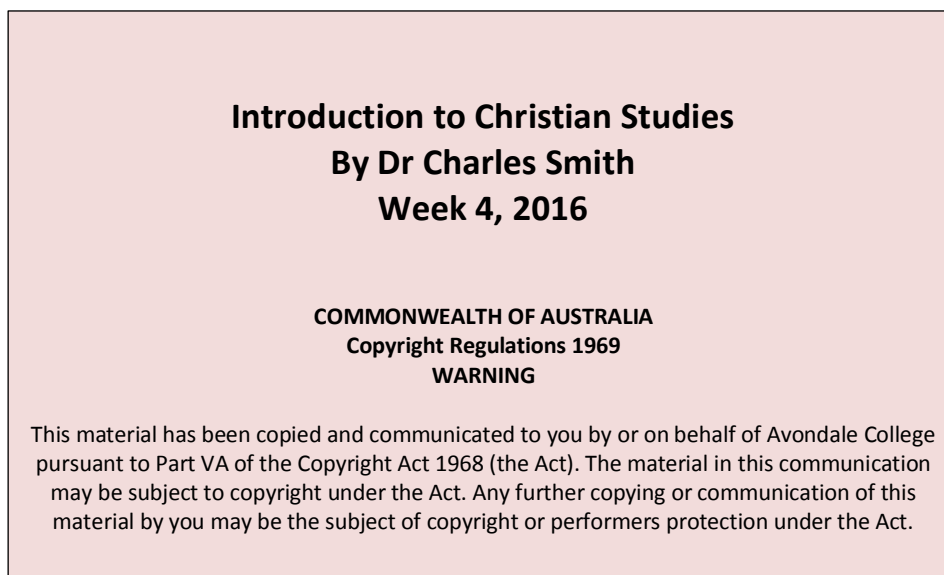 Introduction to Christian Studies
By Dr Charles Smith
Week 4, 2016
COMMONWEALTH OF AUSTRALIA
Copyright Regulations 1969
WARNING
This material has been copied and communicated to you by or on behalf of Avondale College
pursuant to Part VA of the Copyright Act 1968 (the Act). The material in this communication
may be subject to copyright under the Act. Any further copying or communication of this
material by you may be the subject of copyright or performers protection under the Act.